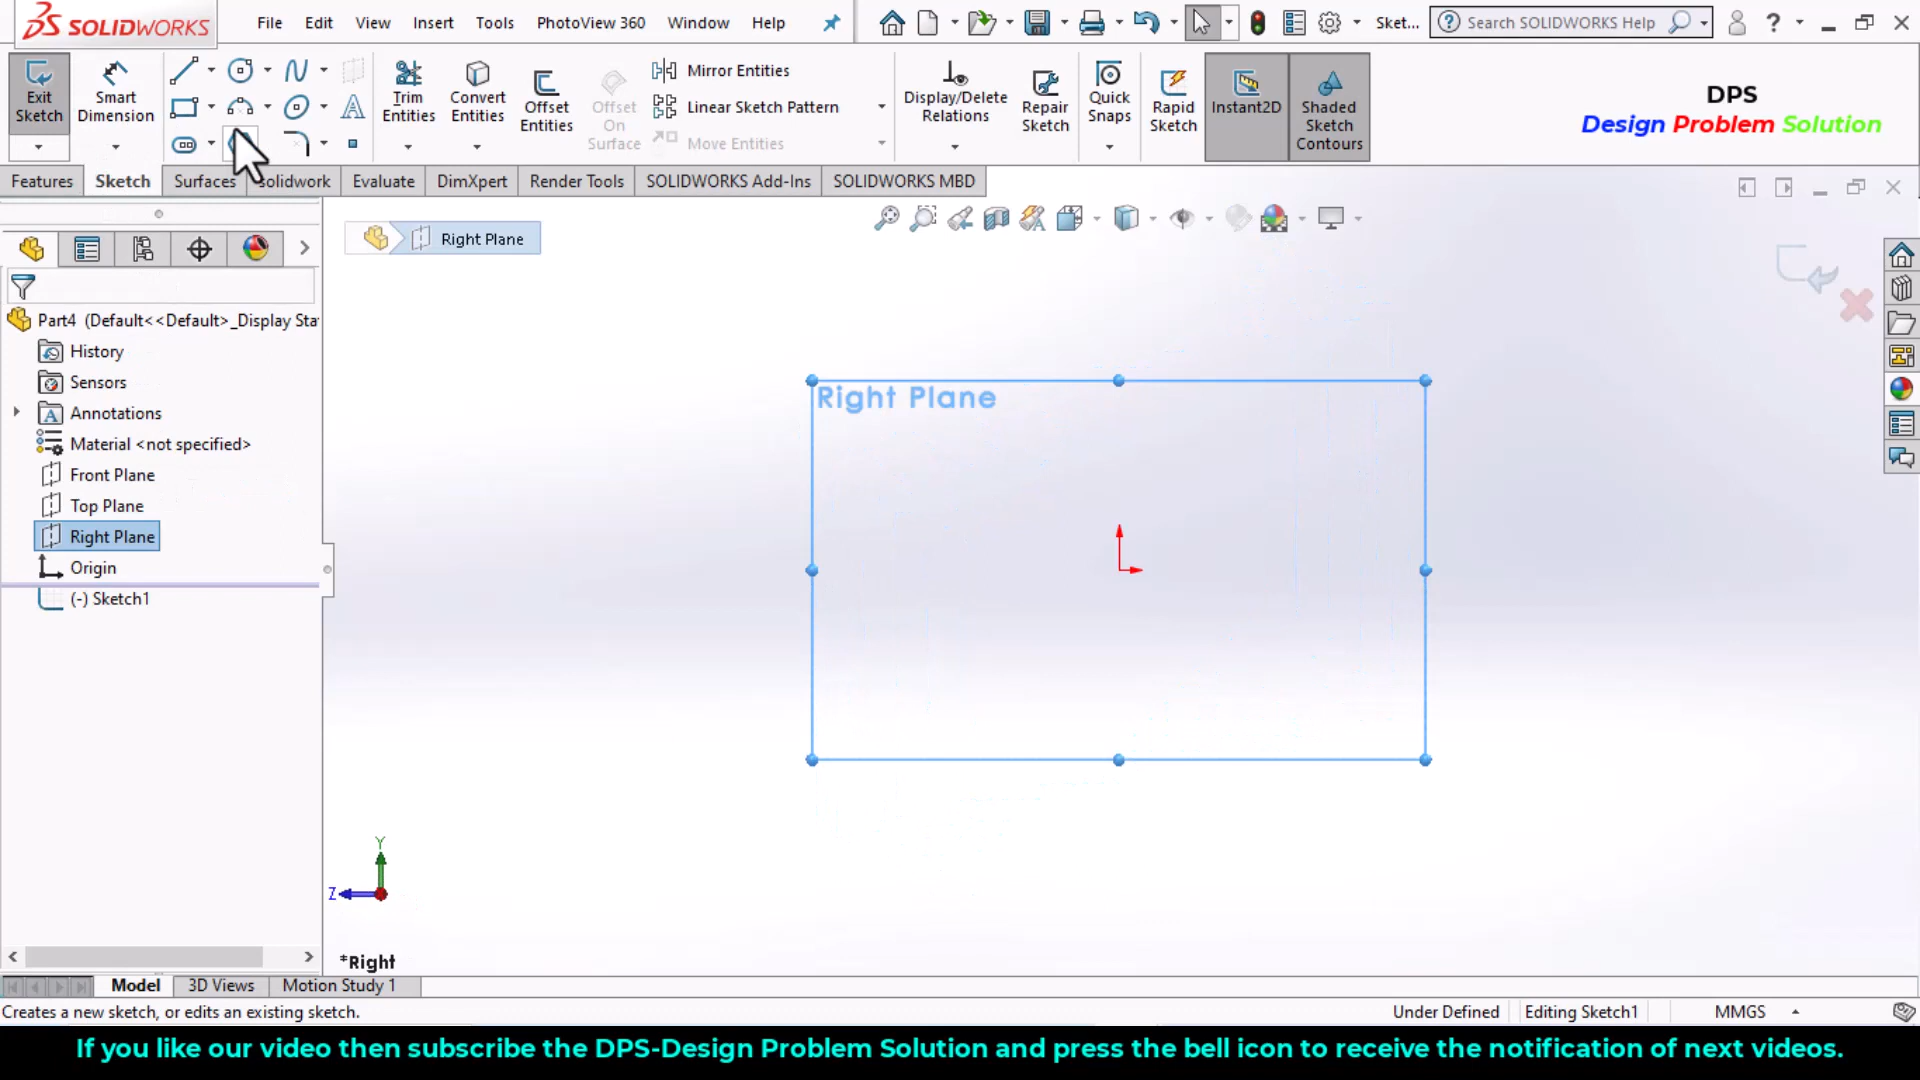 SOLIDWORKS
File Edit View Insert Tools PhotoView 360 Window Help
Sket...
Search SOLIDWORKS Help
Exit Sketch
Smart Dimension
Trim Entities
Convert Entities
Offset Entities
Offset On Surface
Mirror Entities
Linear Sketch Pattern
Move Entities
Display/Delete Relations
Repair Sketch
Quick Snaps
Rapid Sketch
Instant2D
Shaded Sketch Contours
DPS
Design Problem Solution
Features Sketch Surfaces solidwork Evaluate DimXpert Render Tools SOLIDWORKS Add-Ins SOLIDWORKS MBD
Right Plane
Part4 (Default<<Default>_Display Sta
History
Sensors
Annotations
Material <not specified>
Front Plane
Top Plane
Right Plane
Origin
(-) Sketch1
Right Plane
Y
Z
*Right
Model 3D Views Motion Study 1
Creates a new sketch, or edits an existing sketch.
Under Defined Editing Sketch1 MMGS
If you like our video then subscribe the DPS-Design Problem Solution and press the bell icon to receive the notification of next videos.